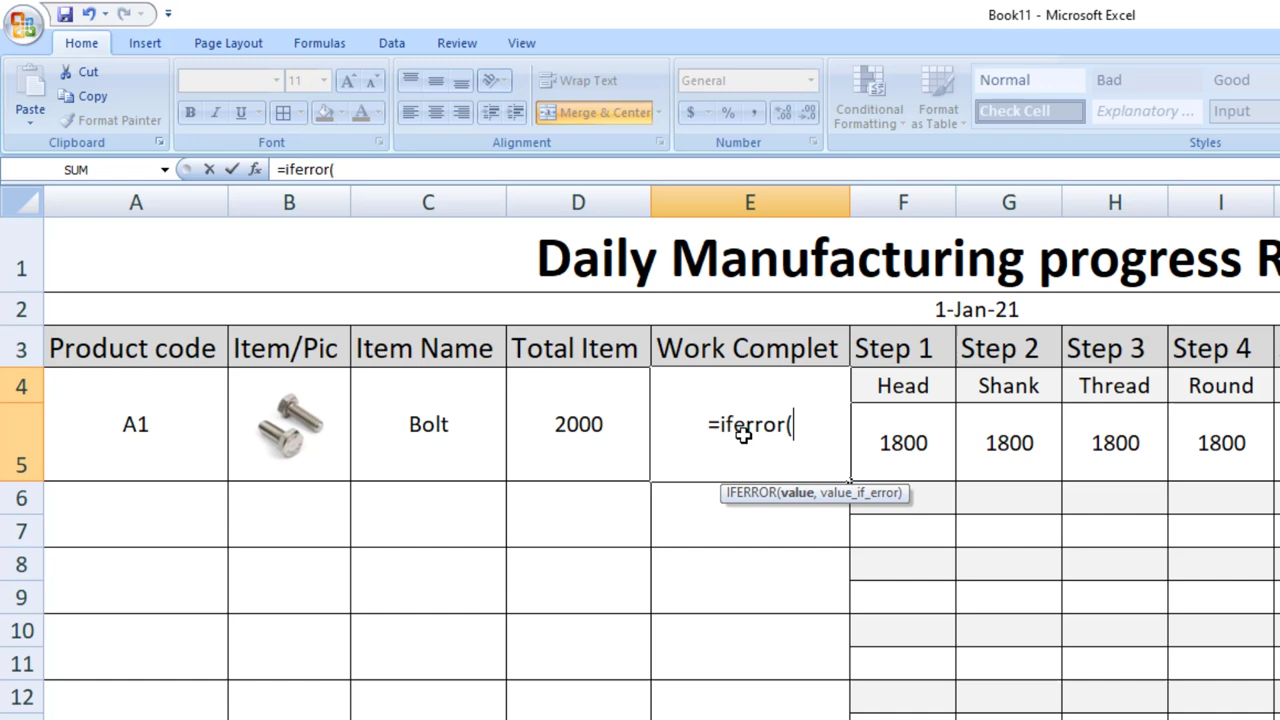 Book11 - Microsoft Excel
Home Insert Page Layout Formulas Data Review View
Paste Cut Copy Format Painter
11 A A
B I U A
Wrap Text
Merge & Center
General
$ % ,
Conditional Formatting Format as Table
Normal Bad Good
Check Cell Explanatory ... Input
Clipboard Font Alignment Number Styles
SUM fx =iferror(
A B C D E F G H I
1 Daily Manufacturing progress R
2 1-Jan-21
3 Product code Item/Pic Item Name Total Item Work Complet Step 1 Step 2 Step 3 Step 4
4 Head Shank Thread Round
A1 Bolt 2000 =iferror(
5 1800 1800 1800 1800
IFERROR(value, value_if_error)
6
7
8
9
10
11
12